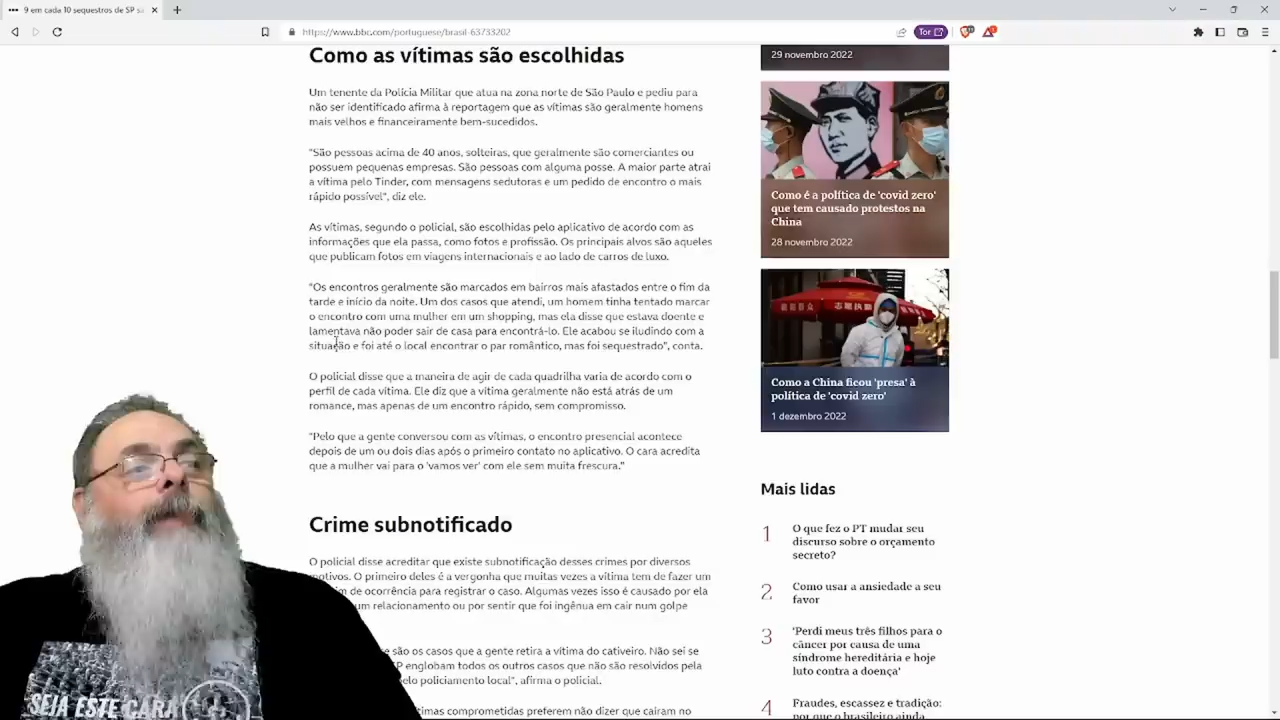 9 em cada 10 sequestros de SP sã
https://www.bbc.com/portuguese/brasil-63733202
Tor
Como as vítimas são escolhidas
Um tenente da Polícia Militar que atua na zona norte de São Paulo e pediu para
não ser identificado afirma à reportagem que as vítimas são geralmente homens
mais velhos e financeiramente bem-sucedidos.
"São pessoas acima de 40 anos, solteiras, que geralmente são comerciantes ou
possuem pequenas empresas. São pessoas com alguma posse. A maior parte atrai
a vítima pelo Tinder, com mensagens sedutoras e um pedido de encontro o mais
rápido possível", diz ele.
As vítimas, segundo o policial, são escolhidas pelo aplicativo de acordo com as
informações que ela passa, como fotos e profissão. Os principais alvos são aqueles
que publicam fotos em viagens internacionais e ao lado de carros de luxo.
"Os encontros geralmente são marcados em bairros mais afastados entre o fim da
tarde e início da noite. Um dos casos que atendi, um homem tinha tentado marcar
o encontro com uma mulher em um shopping, mas ela disse que estava doente e
lamentava não poder sair de casa para encontrá-lo. Ele acabou se iludindo com a
situação e foi até o local encontrar o par romântico, mas foi sequestrado", conta.
O policial disse que a maneira de agir de cada quadrilha varia de acordo com o
perfil de cada vítima. Ele diz que a vítima geralmente não está atrás de um
romance, mas apenas de um encontro rápido, sem compromisso.
"Pelo que a gente conversou com as vítimas, o encontro presencial acontece
depois de um ou dois dias após o primeiro contato no aplicativo. O cara acredita
que a mulher vai para o 'vamos ver' com ele sem muita frescura."
Crime subnotificado
O policial disse acreditar que existe subnotificação desses crimes por diversos
motivos. O primeiro deles é a vergonha que muitas vezes a vítima tem de fazer um
im de ocorrência para registrar o caso. Algumas vezes isso é causado por ela
um relacionamento ou por sentir que foi ingênua em cair num golpe
e são os casos que a gente retira a vítima do cativeiro. Não sei se
SP englobam todos os outros casos que não são resolvidos pela
elo policiamento local", afirma o policial.
timas comprometidas preferem não dizer que caíram no
29 novembro 2022
Como é a política de 'covid zero'
que tem causado protestos na
China
28 novembro 2022
Como a China ficou 'presa' à
política de 'covid zero'
1 dezembro 2022
Mais lidas
1 O que fez o PT mudar seu
discurso sobre o orçamento
secreto?
2 Como usar a ansiedade a seu
favor
3 'Perdi meus três filhos para o
câncer por causa de uma
síndrome hereditária e hoje
luto contra a doença'
4 Fraudes, escassez e tradição:
por que o brasileiro ainda
SEJA ESTE CARA